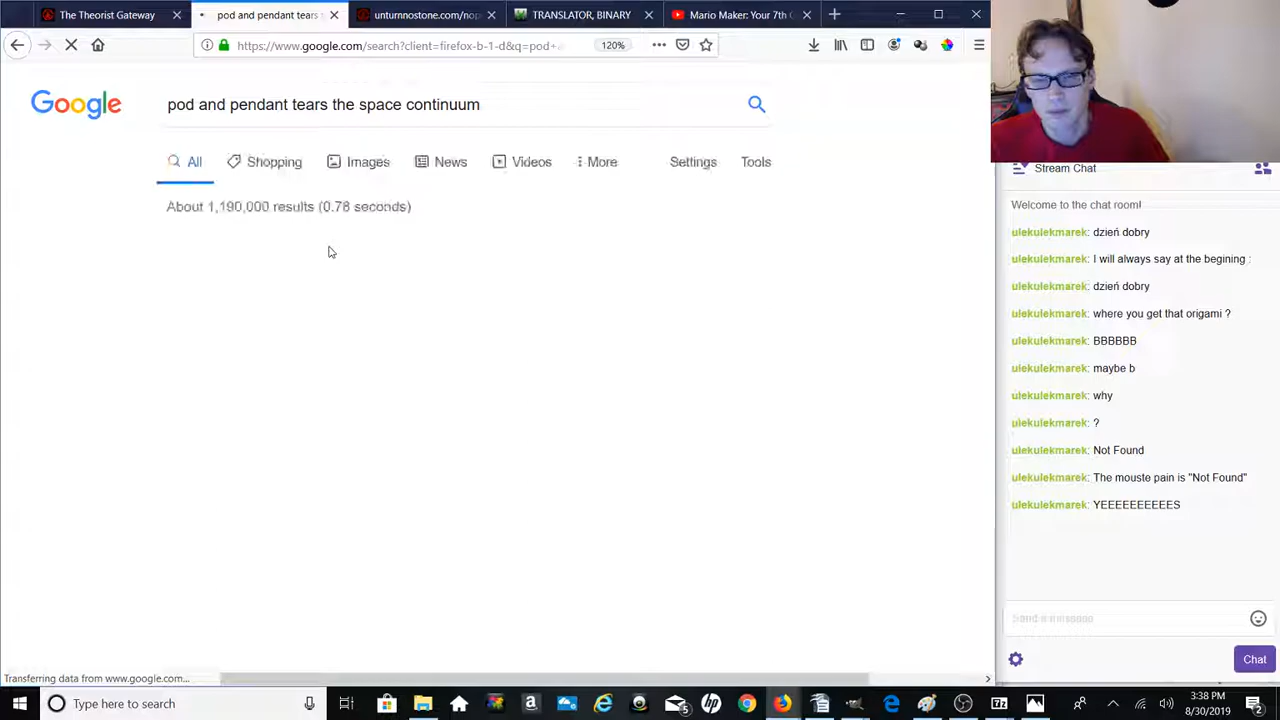 The Theorist Gateway
pod and pendant tears t
unturnnostone.com/nop
TRANSLATOR, BINARY
Mario Maker: Your 7th
https://www.google.com/search?client=firefox-b-1-d&q=pod+
120%
Google
pod and pendant tears the space continuum
All
Shopping
Images
News
Videos
More
Settings
Tools
About 1,190,000 results (0.78 seconds)
Stream Chat
Welcome to the chat room!
ulekulekmarek: dzień dobry
ulekulekmarek: I will always say at the begining :
ulekulekmarek: dzień dobry
ulekulekmarek: where you get that origami ?
ulekulekmarek: BBBBBB
ulekulekmarek: maybe b
ulekulekmarek: why
ulekulekmarek: ?
ulekulekmarek: Not Found
ulekulekmarek: The mouste pain is "Not Found"
ulekulekmarek: YEEEEEEEEEES
Send a message
Chat
Transferring data from www.google.com...
Type here to search
3:38 PM
8/30/2019